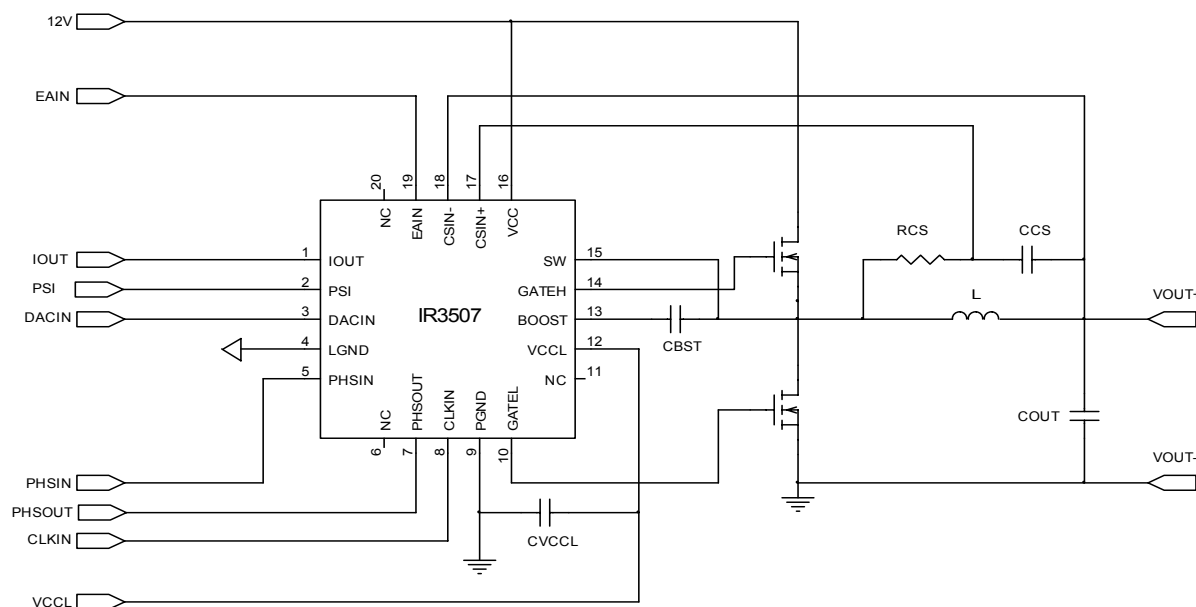 12V
EAIN
20
19
18
17
16
NC
EAIN
CSIN-
CSIN+
VCC
IOUT
PSI
DACIN
1
2
3
4
5
IOUT
PSI
DACIN
LGND
PHSIN
IR3507
SW
GATEH
BOOST
VCCL
NC
15
14
13
12
11
NC
PHSOUT
CLKIN
PGND
GATEL
6
7
8
9
10
CBST
RCS
CCS
L
VOUT-
COUT
VOUT-
PHSIN
PHSOUT
CLKIN
CVCCL
VCCL